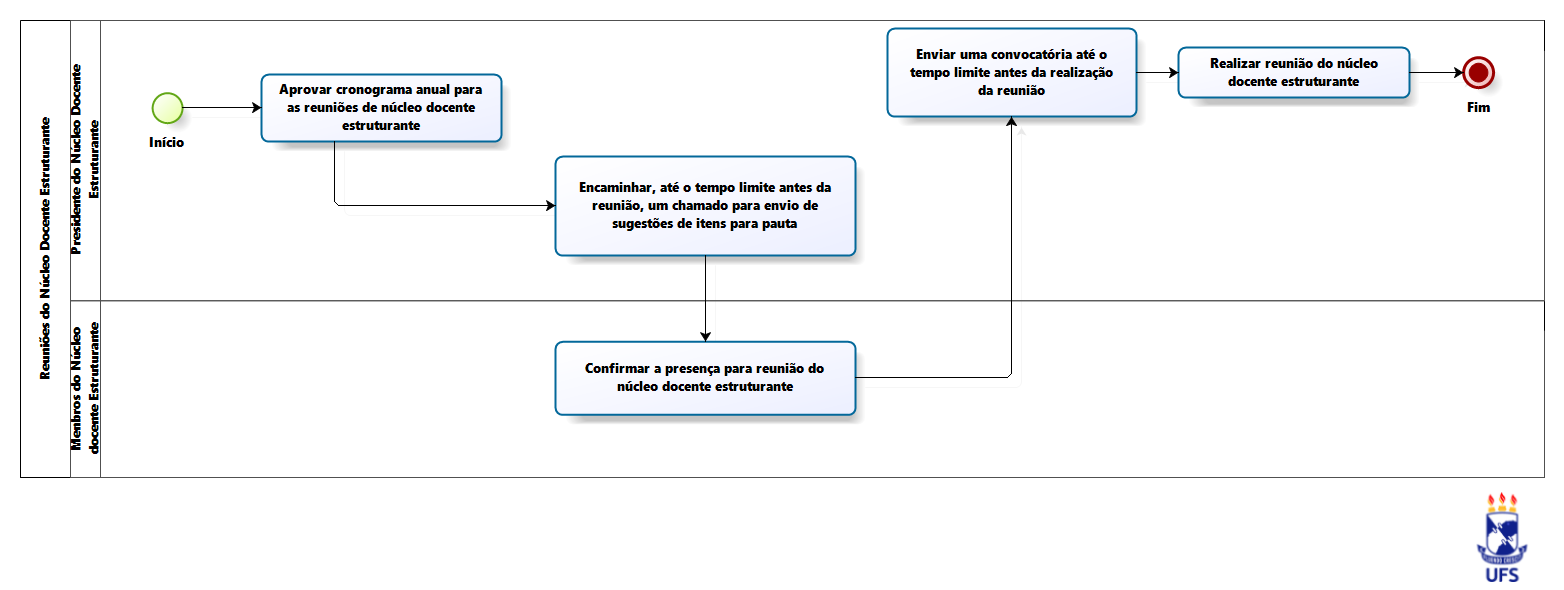 Reuniões do Núcleo Docente Estruturante
Presidente do Núcleo Docente
Estruturante
Menbros do Núcleo
docente Estruturante
Início
Aprovar cronograma anual para
as reuniões de núcleo docente
estruturante
Encaminhar, até o tempo limite antes da
reunião, um chamado para envio de
sugestões de itens para pauta
Confirmar a presença para reunião do
núcleo docente estruturante
Enviar uma convocatória até o
tempo limite antes da realização
da reunião
Realizar reunião do núcleo
docente estruturante
Fim
UFS